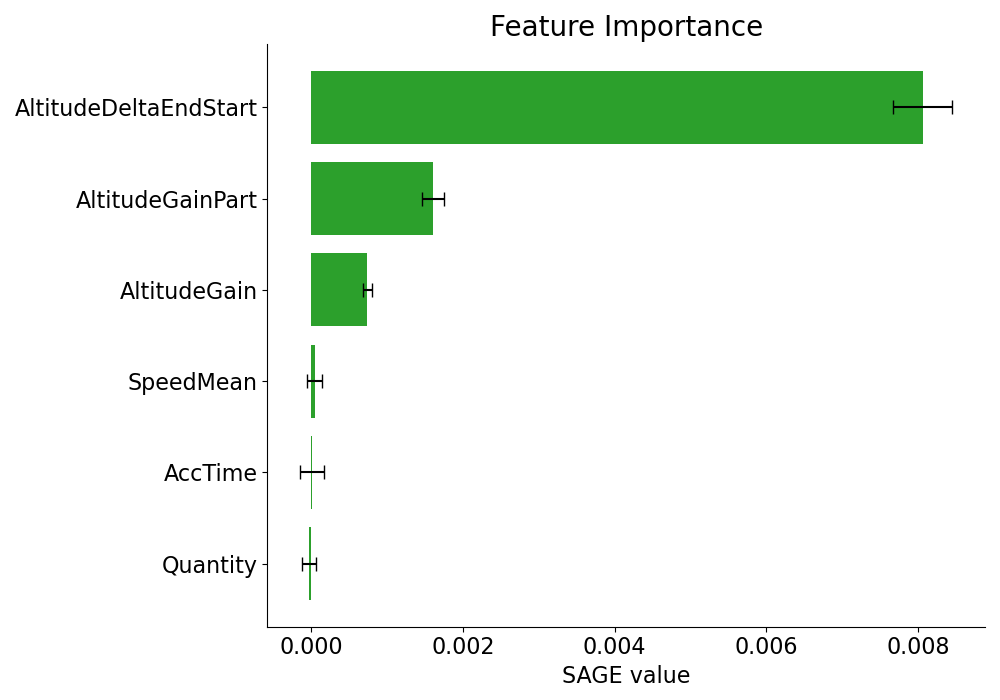 Feature Importance
AltitudeDeltaEndStart
AltitudeGainPart
AltitudeGain
SpeedMean
AccTime
Quantity
0.000 0.002 0.004 0.006 0.008
SAGE value